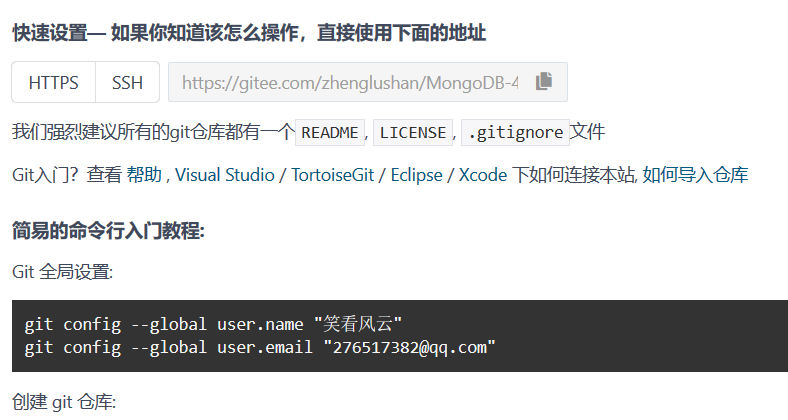 快速设置— 如果你知道该怎么操作，直接使用下面的地址
HTTPS SSH https://gitee.com/zhenglushan/MongoDB-4
我们强烈建议所有的git仓库都有一个 README , LICENSE , .gitignore 文件
Git入门？查看 帮助 , Visual Studio / TortoiseGit / Eclipse / Xcode 下如何连接本站, 如何导入仓库
简易的命令行入门教程:
Git 全局设置:
git config --global user.name "笑看风云"
git config --global user.email "276517382@qq.com"
创建 git 仓库: